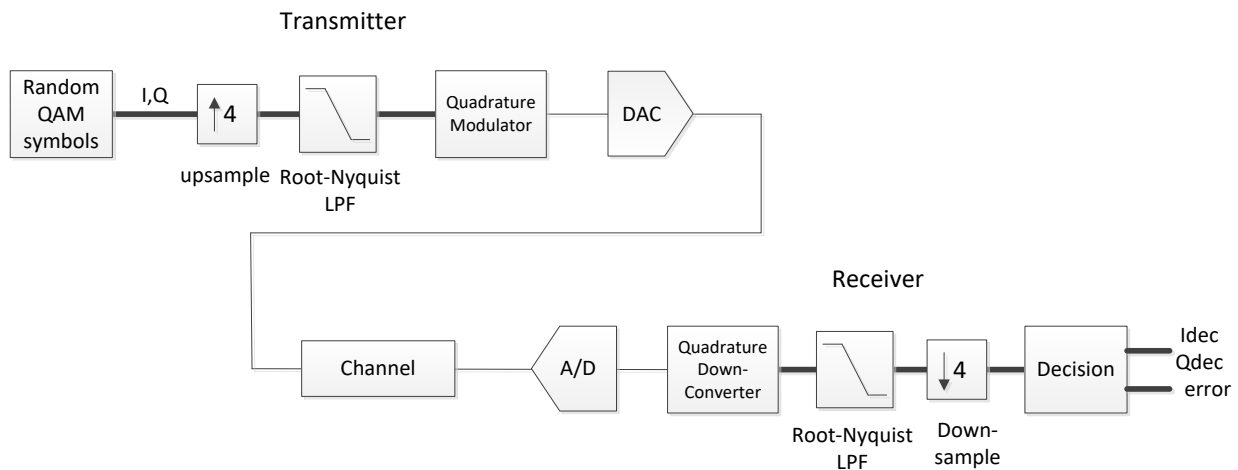 Transmitter
Random
QAM
symbols
I,Q
4
upsample
Root-Nyquist
LPF
Quadrature
Modulator
DAC
Receiver
Channel
A/D
Quadrature
Down-
Converter
Root-Nyquist
LPF
4
Down-
sample
Decision
Idec
Qdec
error